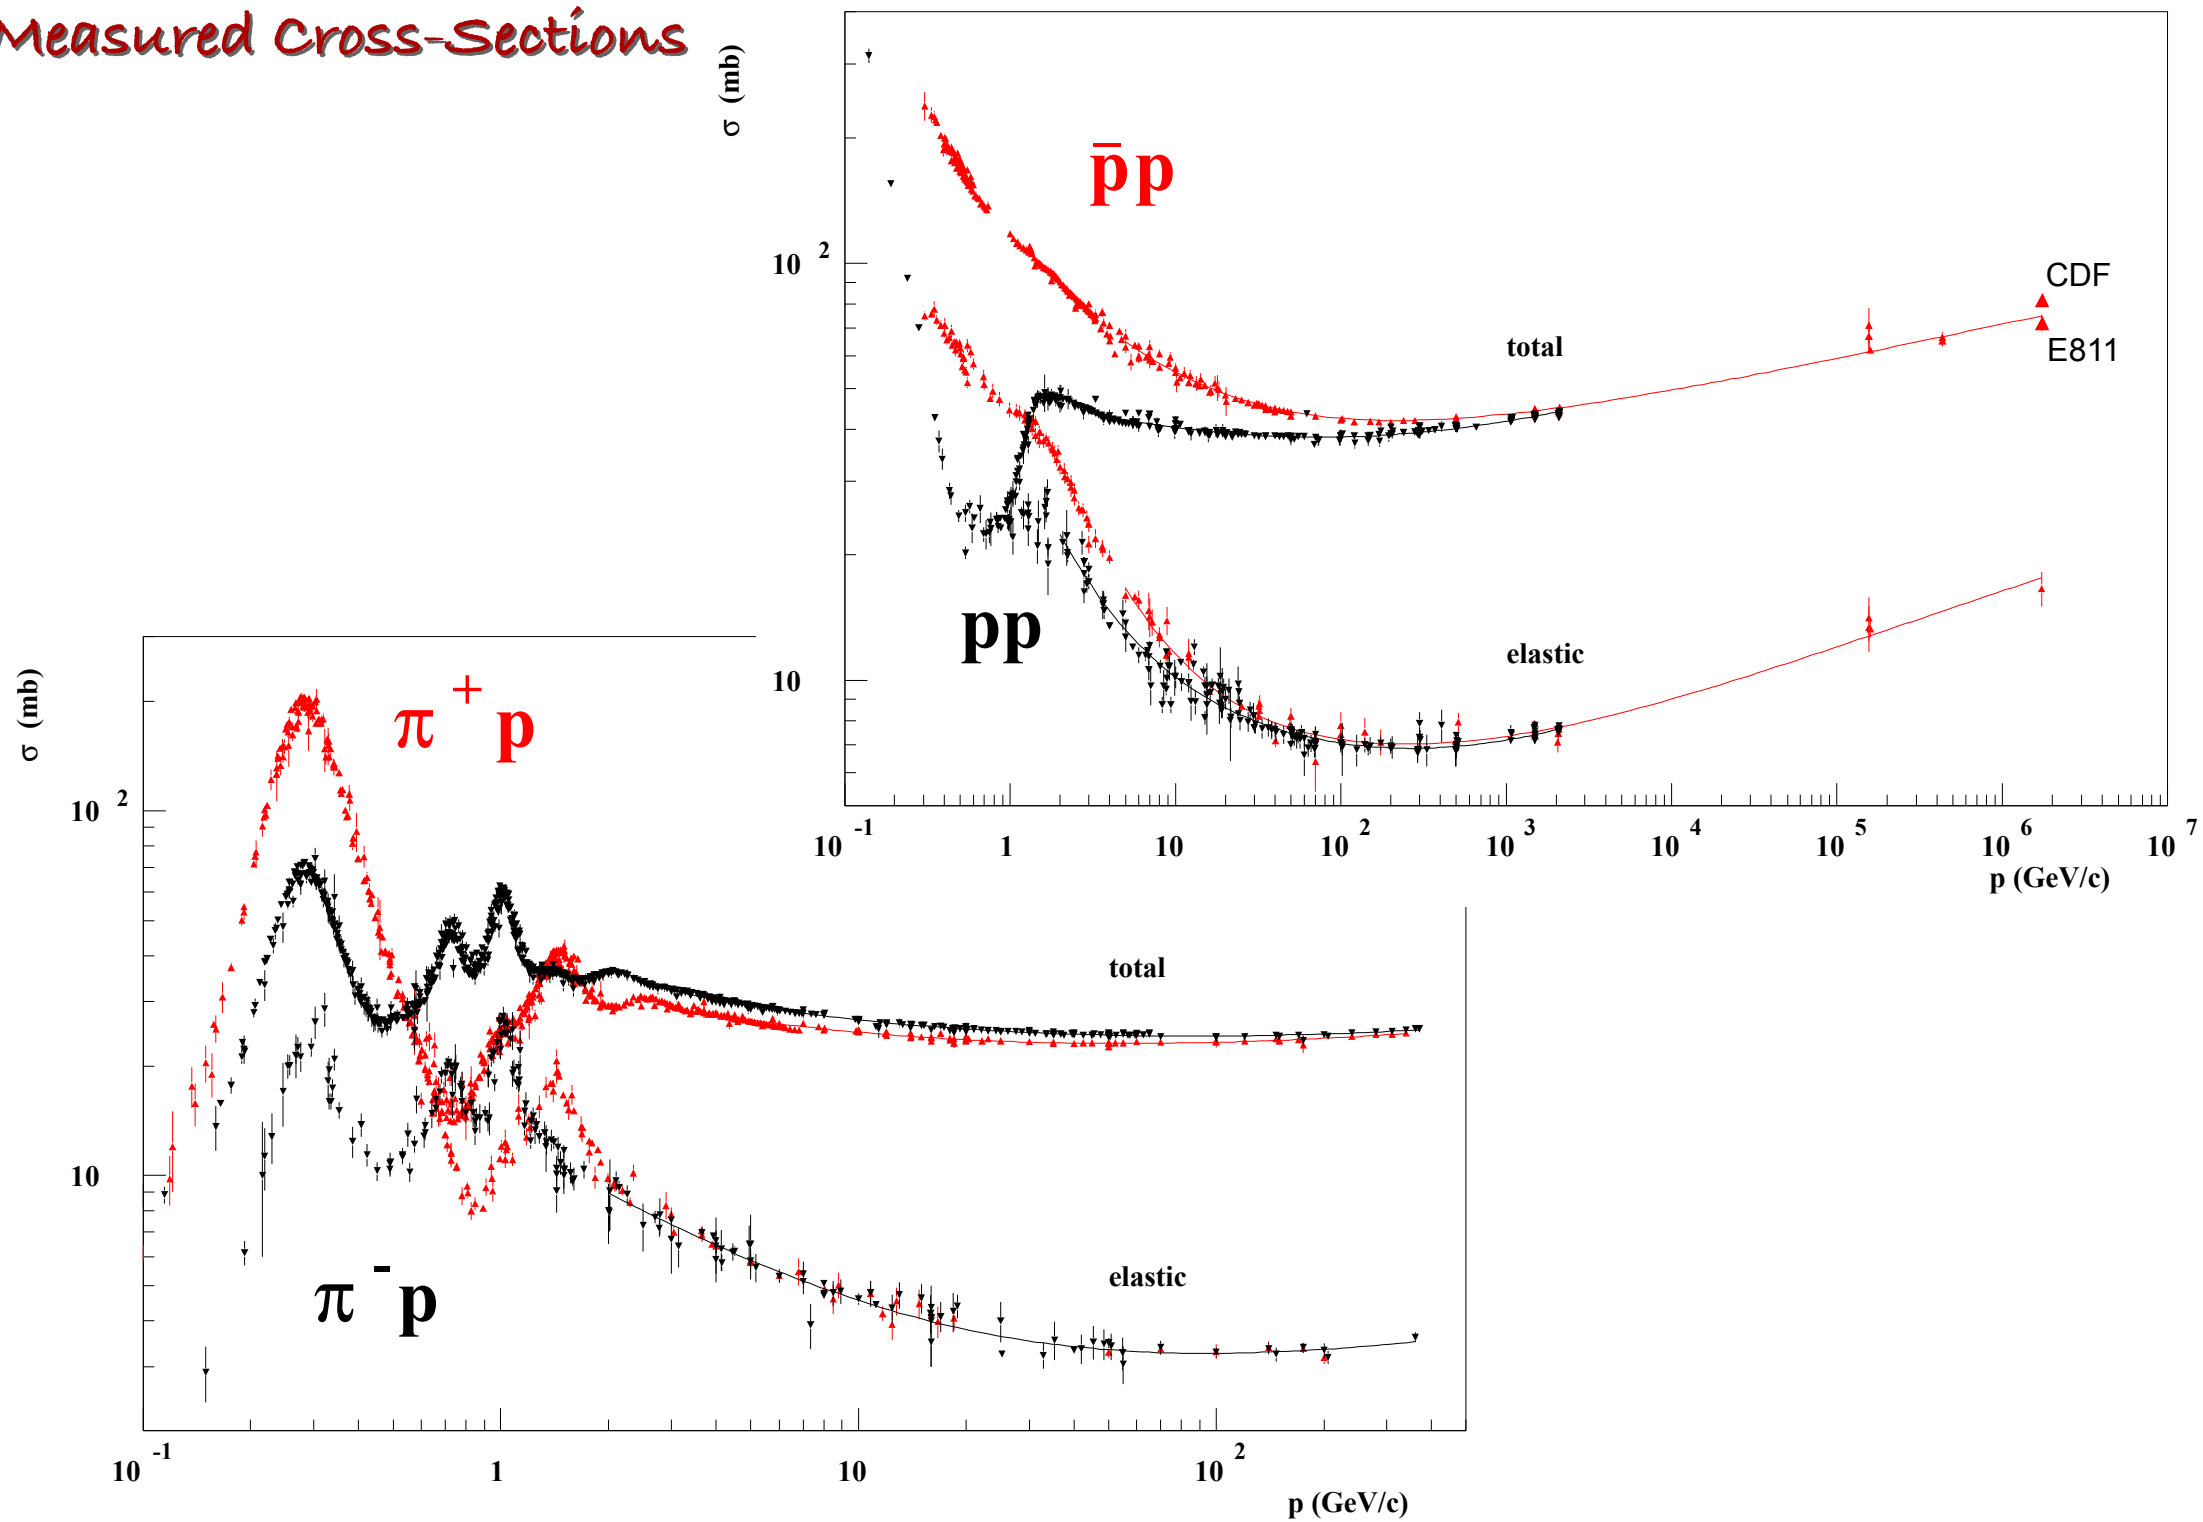 Measured Cross-Sections
σ (mb)
p̄p
10 2
CDF
total
E811
pp
elastic
10
10 -1
1
10
10 2
10 3
10 4
10 5
10 6
10 7
p (GeV/c)
σ (mb)
π + p
10 2
total
10
π - p
elastic
10 -1
1
10
10 2
p (GeV/c)